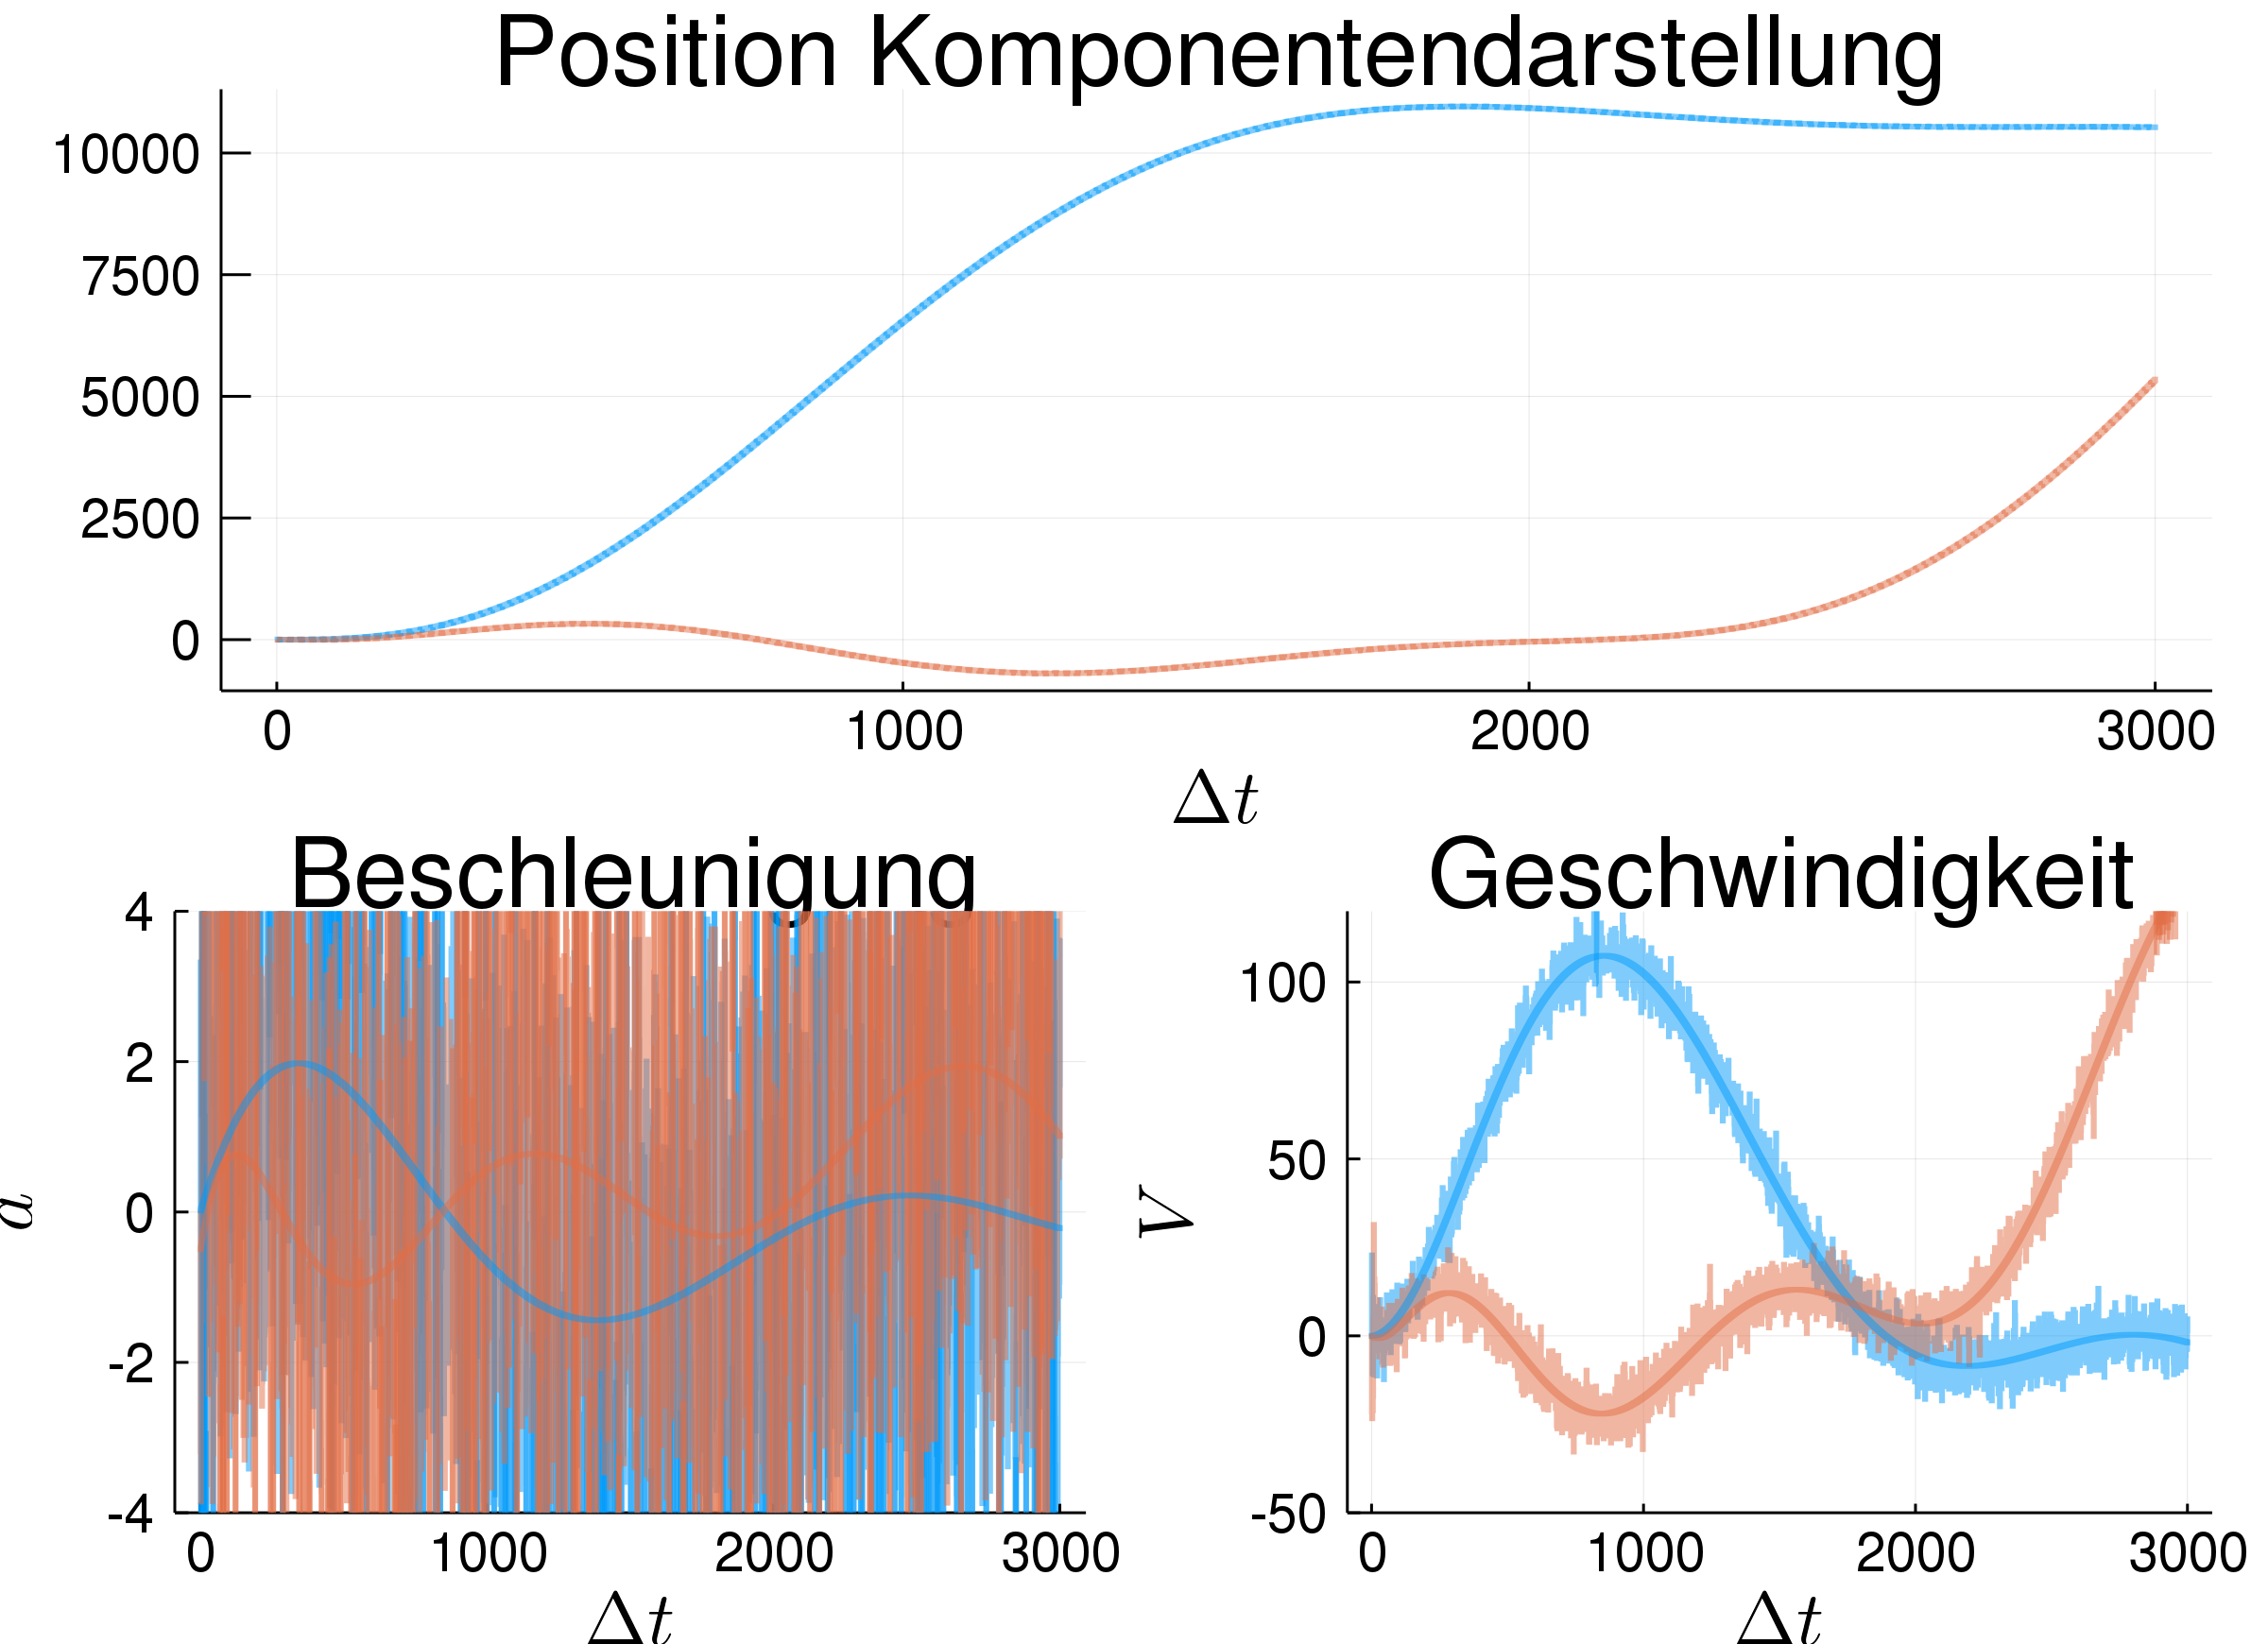 Position Komponentendarstellung
10000
7500
5000
2500
0
0 1000 2000 3000
Δt
Beschleunigung
4
2
0
-2
-4
a
0 1000 2000 3000
Δt
Geschwindigkeit
100
50
0
-50
V
0 1000 2000 3000
Δt